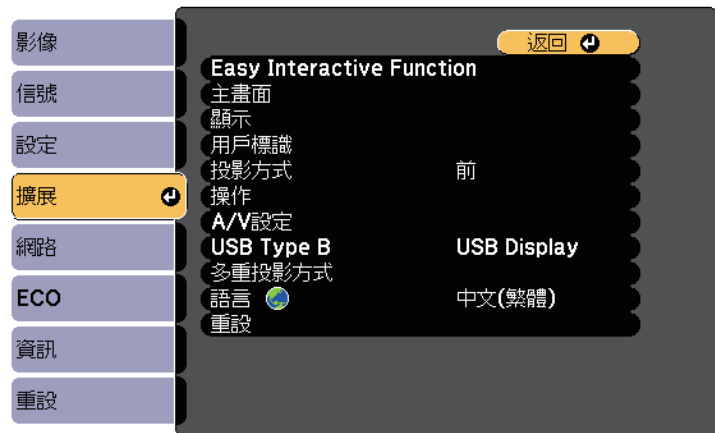 影像
信號
設定
擴展
網路
ECO
資訊
重設
返回
Easy Interactive Function
主畫面
顯示
用戶標識
投影方式 前
操作
A/V設定
USB Type B USB Display
多重投影方式
語言 中文(繁體)
重設